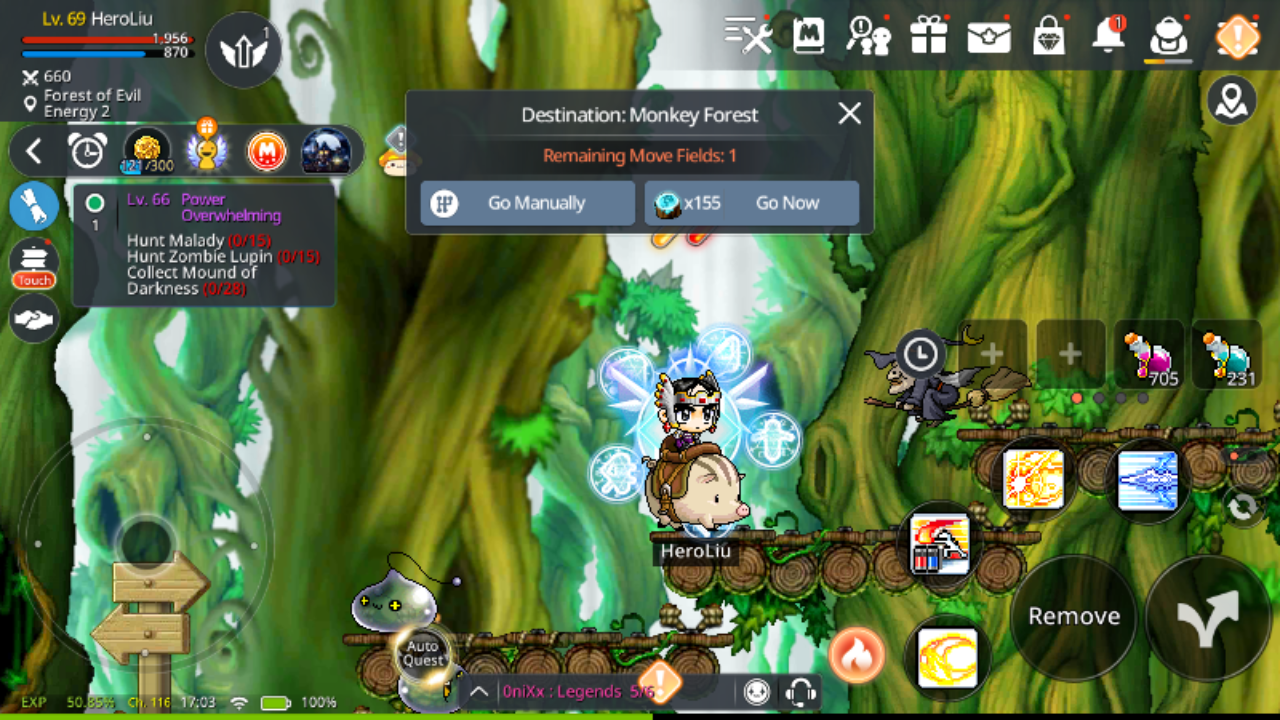 Lv. 69 HeroLiu
1,956
870
1
660
Forest of Evil
Energy 2
121/300
M
M
1
Destination: Monkey Forest
Remaining Move Fields: 1
Go Manually
x155
Go Now
1
Lv. 66 Power
Overwhelming
Hunt Malady (0/15)
Hunt Zombie Lupin (0/15)
Collect Mound of
Darkness (0/28)
Touch
705
231
HeroLiu
Remove
Auto
Quest
0niXx : Legends 5/6
EXP 50.85% Ch. 116 17:03 100%